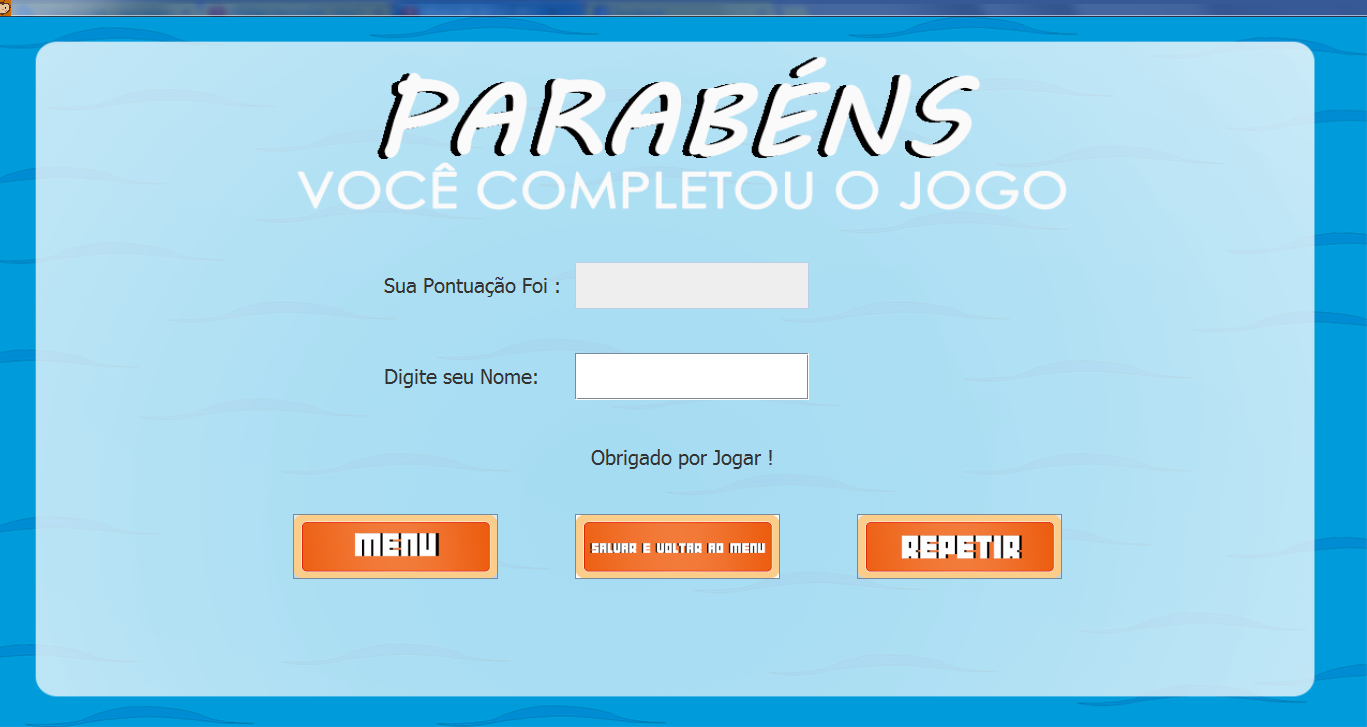 PARABÉNS
VOCÊ COMPLETOU O JOGO
Sua Pontuação Foi :
Digite seu Nome:
Obrigado por Jogar !
MENU
SALVAR E VOLTAR AO MENU
REPETIR